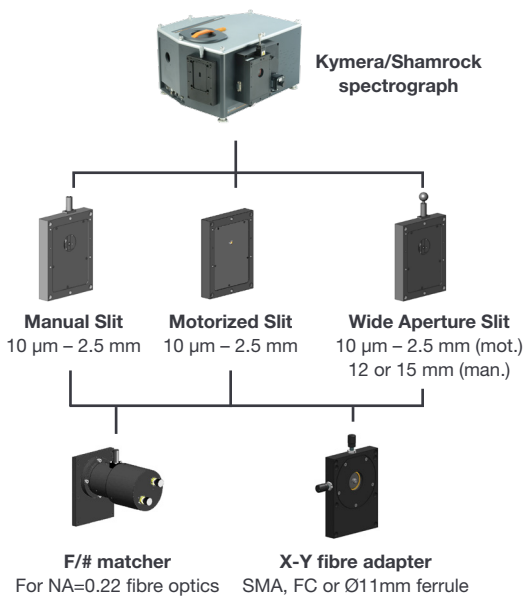 Kymera/Shamrock
spectrograph
Manual Slit
10 µm – 2.5 mm
Motorized Slit
10 µm – 2.5 mm
Wide Aperture Slit
10 µm – 2.5 mm (mot.)
12 or 15 mm (man.)
F/# matcher
For NA=0.22 fibre optics
X-Y fibre adapter
SMA, FC or Ø11mm ferrule